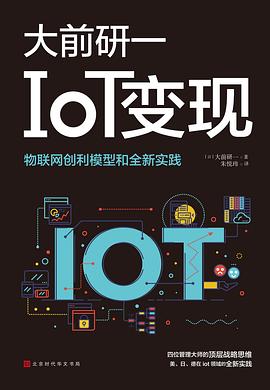 大前研一
IoT变现
物联网创利模型和全新实践
[日]大前研一 著
朱悦玮 译
IOT
四位管理大师的顶层战略思维
美、日、德在 iot 领域的全新实践
北京时代华文书局